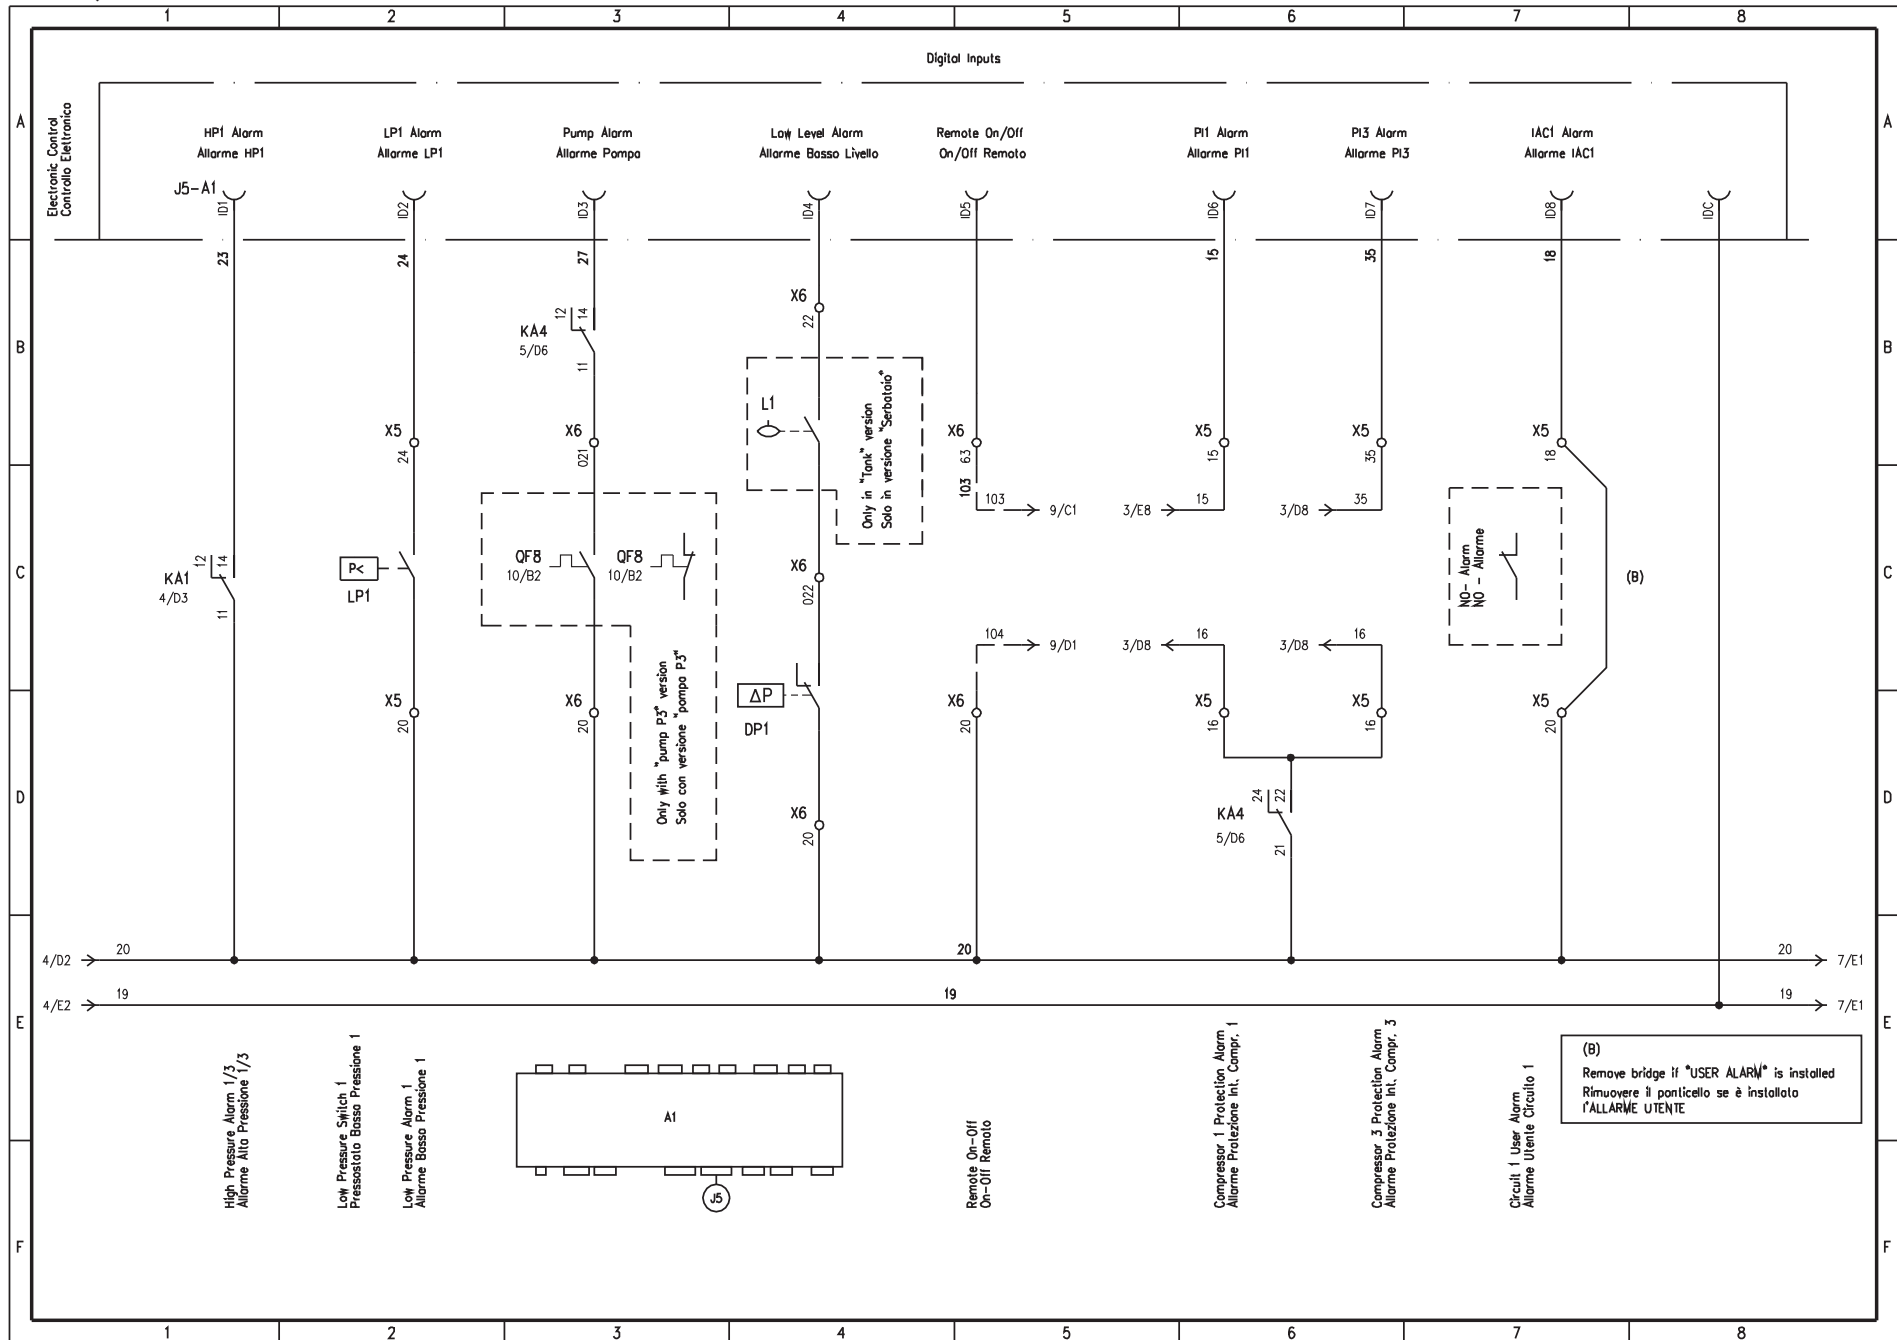 1 2 3 4 5 6 7 8
Digital Inputs
A
A
Electronic Control
Controllo Elettronico
HP1 Alarm
Allarme HP1
LP1 Alarm
Allarme LP1
Pump Alarm
Allarme Pompa
Low Level Alarm
Allarme Basso Livello
Remote On/Off
On/Off Remoto
PI1 Alarm
Allarme PI1
PI3 Alarm
Allarme PI3
IAC1 Alarm
Allarme IAC1
J5-A1
ID1 ID2 ID3 ID4 ID5 ID6 ID7 ID8 IDC
23 24 27 15 35 18
B
B
KA4
5/D6
12 14
11
X6
22
L1
Only in "Tank" version
Solo in versione "Serbatoio"
X5
24
X6
021
X6
63
103
X5
15
X5
35
X5
18
103
9/C1
3/E8
15
3/D8
35
C
C
KA1
4/D3
12 14
11
P<
LP1
QF8
10/B2
QF8
10/B2
X6
022
NO- Alarm
NO - Allarme
(B)
104
9/D1
3/D8
16
3/D8
16
Only with "pump P3" version
Solo con versione "pompa P3"
ΔP
DP1
X5
20
X6
20
X6
20
X5
16
X5
16
X5
20
D
D
X6
20
KA4
5/D6
24 22
21
4/D2
20
20
20
7/E1
4/E2
19
19
19
7/E1
E
E
High Pressure Alarm 1/3
Allarme Alta Pressione 1/3
Low Pressure Switch 1
Pressostato Bassa Pressione 1
Low Pressure Alarm 1
Allarme Bassa Pressione 1
A1
J5
Remote On-Off
On-Off Remoto
Compressor 1 Protection Alarm
Allarme Protezione Int. Compr. 1
Compressor 3 Protection Alarm
Allarme Protezione Int. Compr. 3
Circuit 1 User Alarm
Allarme Utente Circuito 1
(B)
Remove bridge if "USER ALARM" is installed
Rimuovere il ponticello se è installato
l'ALLARME UTENTE
F
F
1 2 3 4 5 6 7 8